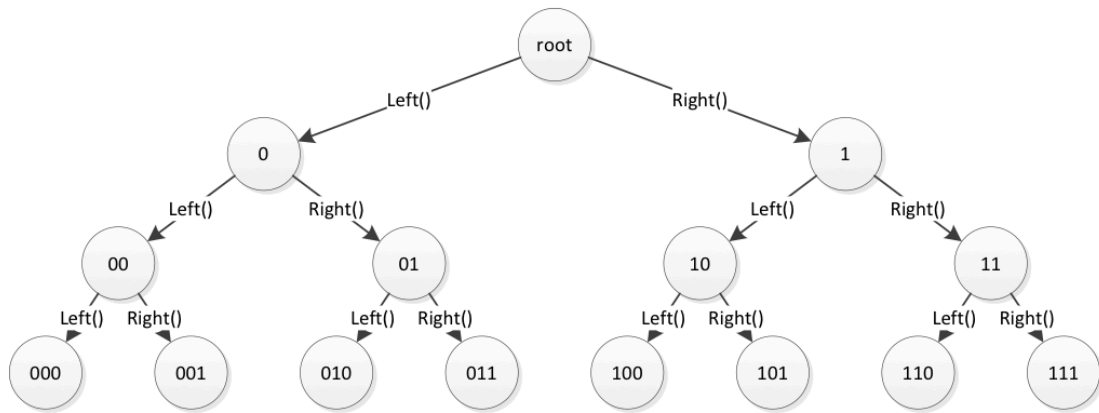 root
Left() Right()
0 1
Left() Right() Left() Right()
00 01 10 11
Left() Right() Left() Right() Left() Right() Left() Right()
000 001 010 011 100 101 110 111